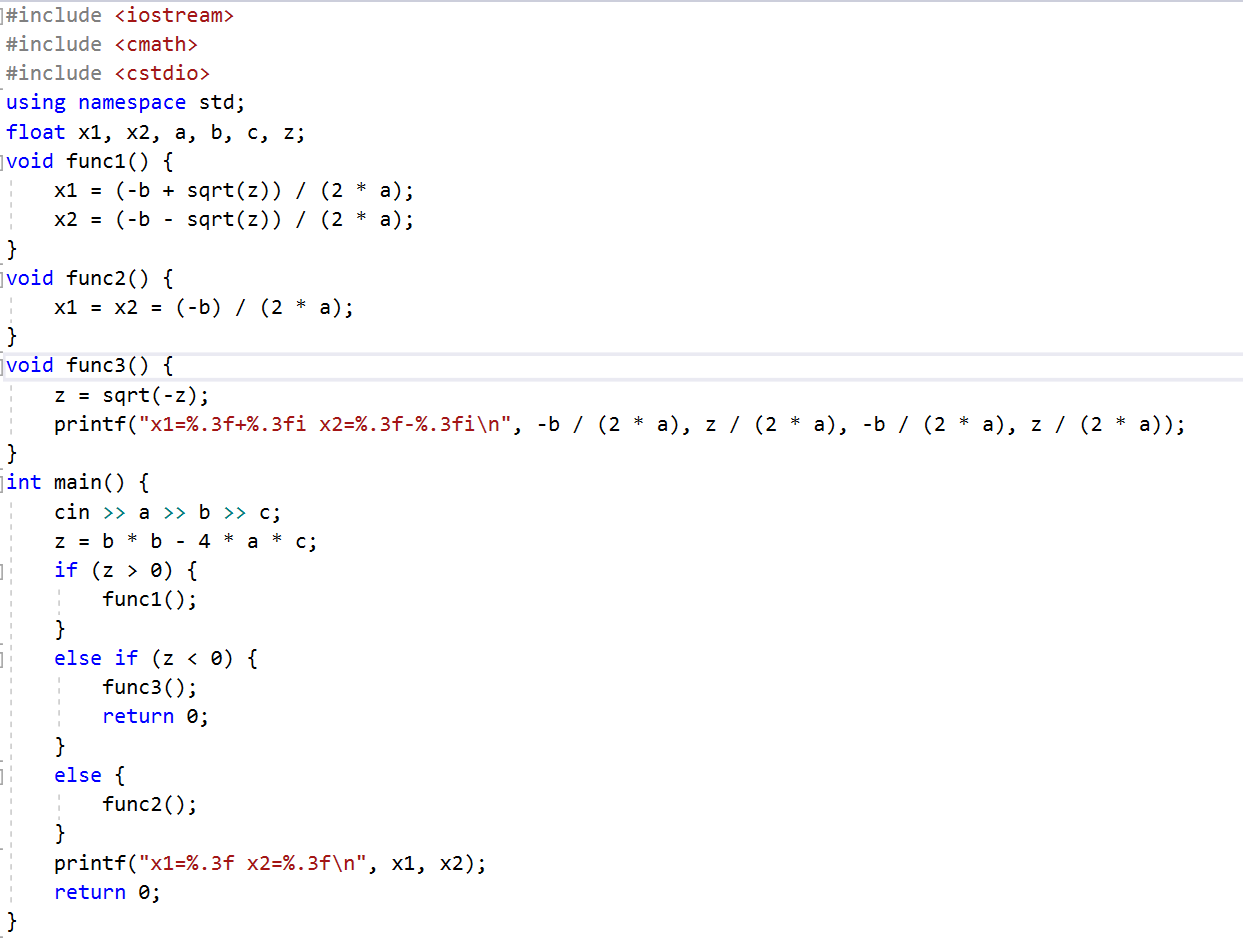 #include <iostream>
#include <cmath>
#include <cstdio>
using namespace std;
float x1, x2, a, b, c, z;
void func1() {
    x1 = (-b + sqrt(z)) / (2 * a);
    x2 = (-b - sqrt(z)) / (2 * a);
}
void func2() {
    x1 = x2 = (-b) / (2 * a);
}
void func3() {
    z = sqrt(-z);
    printf("x1=%.3f+%.3fi x2=%.3f-%.3fi\n", -b / (2 * a), z / (2 * a), -b / (2 * a), z / (2 * a));
}
int main() {
    cin >> a >> b >> c;
    z = b * b - 4 * a * c;
    if (z > 0) {
        func1();
    }
    else if (z < 0) {
        func3();
        return 0;
    }
    else {
        func2();
    }
    printf("x1=%.3f x2=%.3f\n", x1, x2);
    return 0;
}